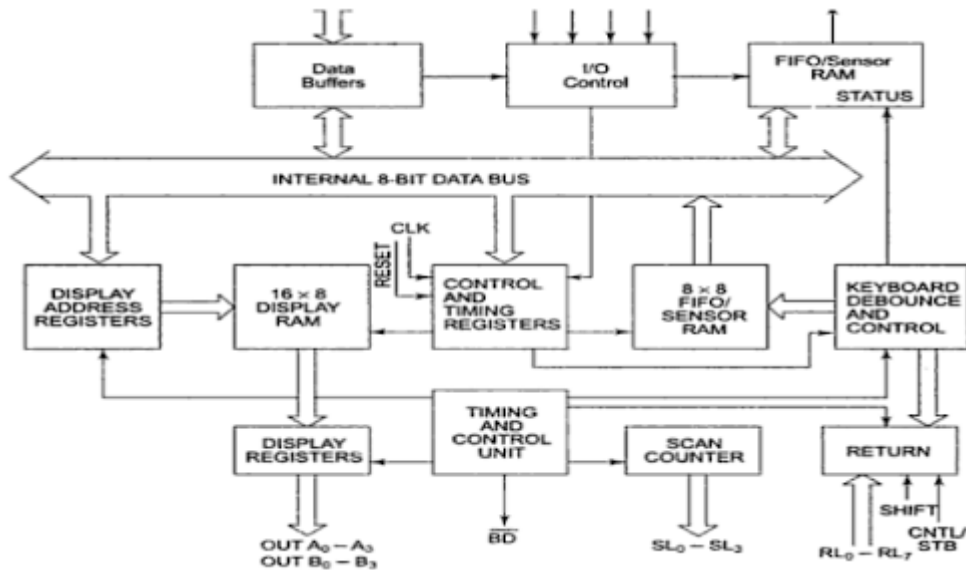 Data
Buffers
I/O
Control
FIFO/Sensor
RAM
STATUS
INTERNAL 8-BIT DATA BUS
CLK
RESET
DISPLAY
ADDRESS
REGISTERS
16 × 8
DISPLAY
RAM
CONTROL
AND
TIMING
REGISTERS
8 × 8
FIFO/
SENSOR
RAM
KEYBOARD
DEBOUNCE
AND
CONTROL
DISPLAY
REGISTERS
TIMING
AND
CONTROL
UNIT
SCAN
COUNTER
RETURN
OUT A₀ – A₃
OUT B₀ – B₃
B̅D̅
SL₀ – SL₃
RL₀ – RL₇
SHIFT
CNTL/
STB